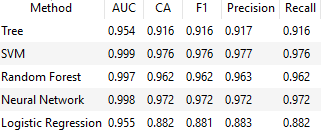 Method AUC CA F1 Precision Recall
Tree 0.954 0.916 0.916 0.917 0.916
SVM 0.999 0.976 0.976 0.977 0.976
Random Forest 0.997 0.962 0.962 0.963 0.962
Neural Network 0.998 0.972 0.972 0.972 0.972
Logistic Regression 0.955 0.882 0.881 0.883 0.882